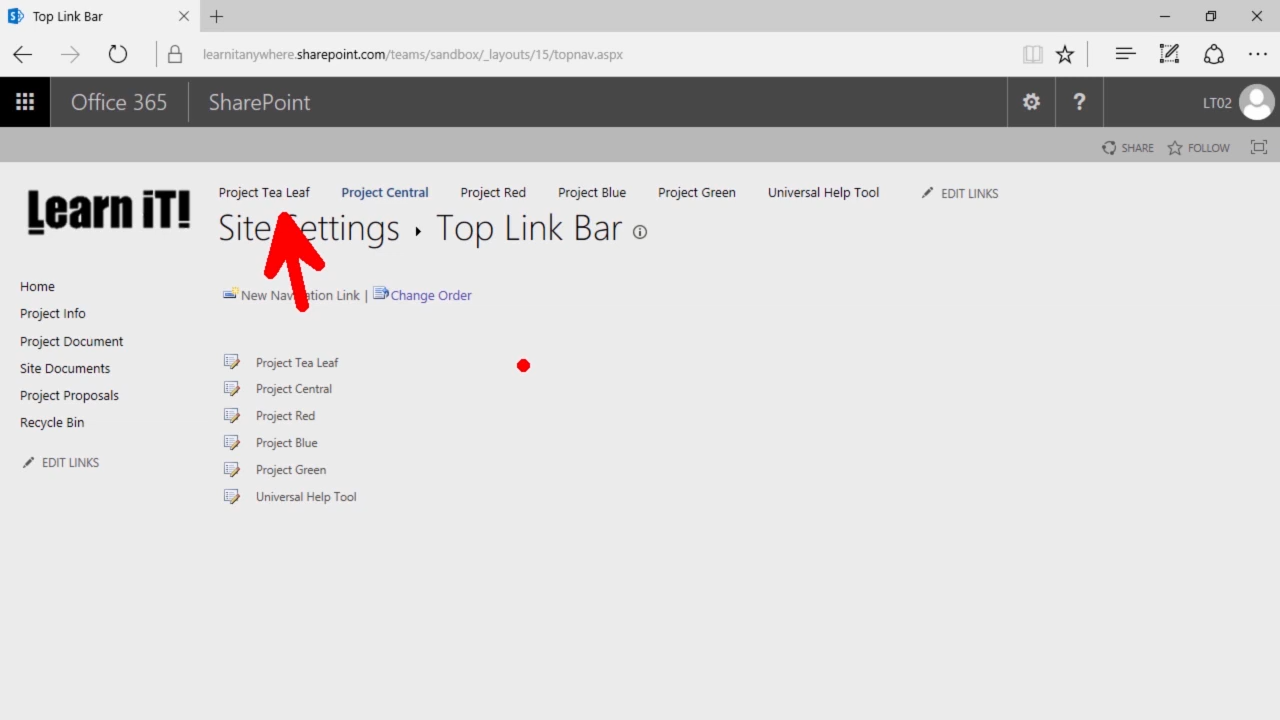 Top Link Bar
learnitanywhere.sharepoint.com/teams/sandbox/_layouts/15/topnav.aspx
Office 365 SharePoint ? LT02
SHARE FOLLOW
Learn iT!
Project Tea Leaf Project Central Project Red Project Blue Project Green Universal Help Tool EDIT LINKS
Site Settings ▸ Top Link Bar
Home
Project Info
Project Document
Site Documents
Project Proposals
Recycle Bin
EDIT LINKS
New Navigation Link | Change Order
Project Tea Leaf
Project Central
Project Red
Project Blue
Project Green
Universal Help Tool